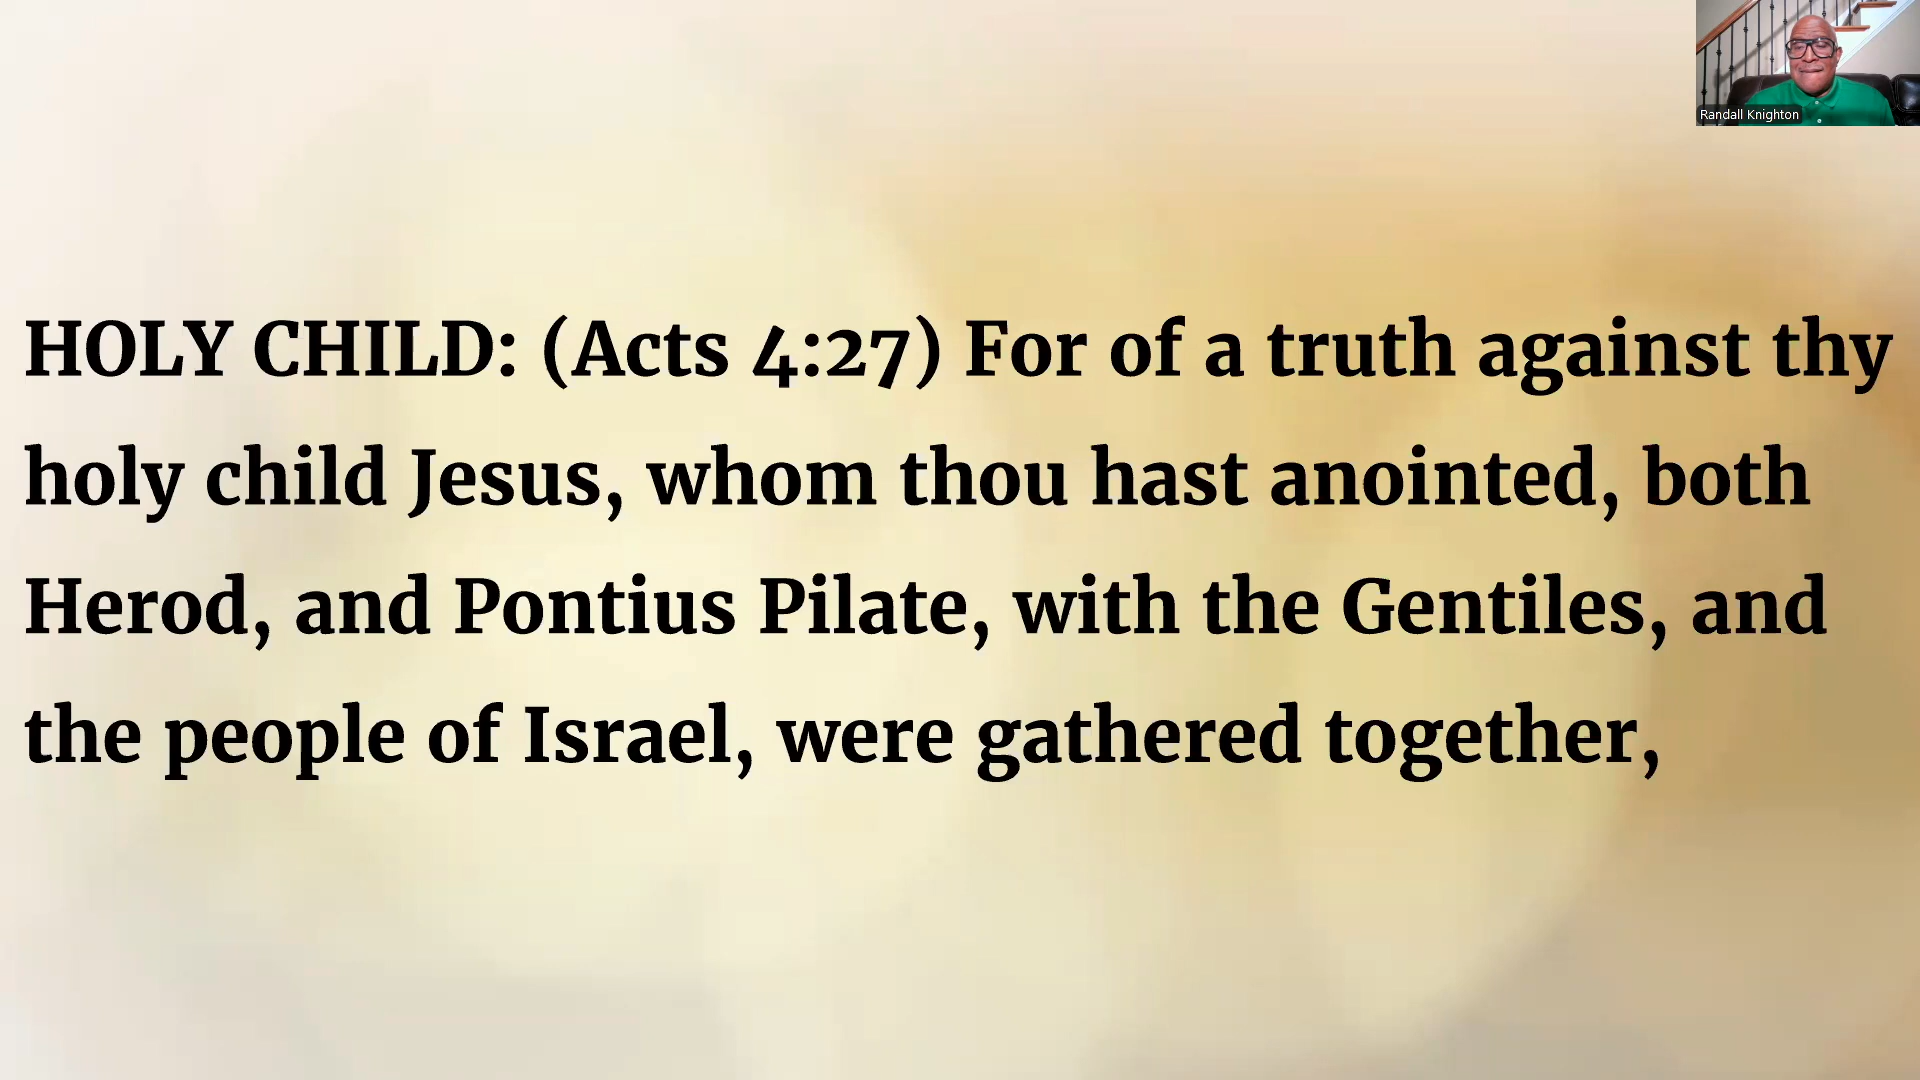 Randall Knighton
HOLY CHILD: (Acts 4:27) For of a truth against thy
holy child Jesus, whom thou hast anointed, both
Herod, and Pontius Pilate, with the Gentiles, and
the people of Israel, were gathered together,